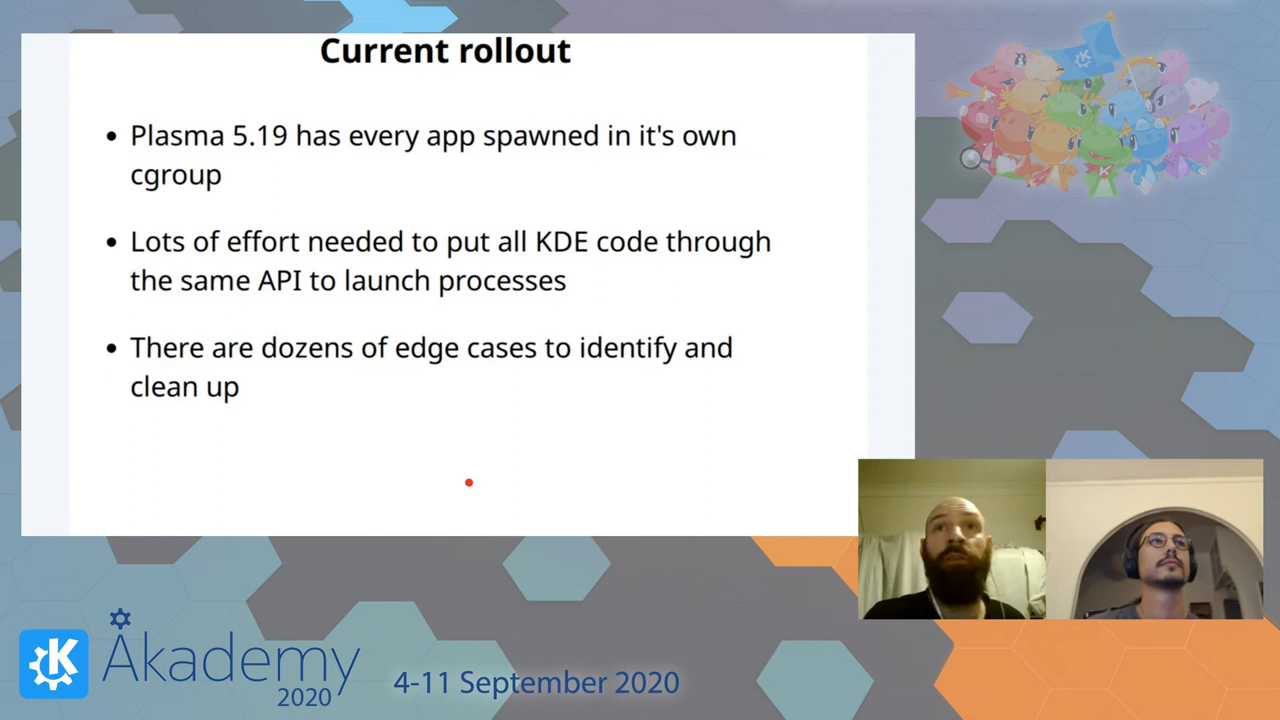 Current rollout
• Plasma 5.19 has every app spawned in it's own
cgroup
• Lots of effort needed to put all KDE code through
the same API to launch processes
• There are dozens of edge cases to identify and
clean up
Akademy
2020
4-11 September 2020